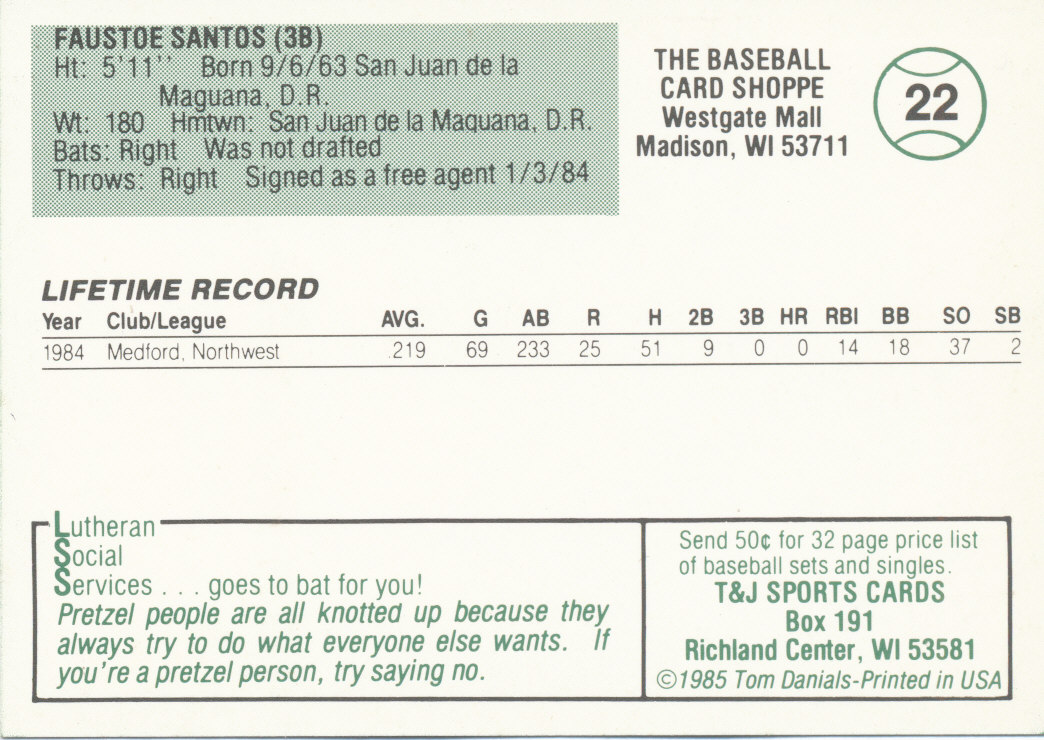 FAUSTOE SANTOS (3B)
Ht: 5'11'' Born 9/6/63 San Juan de la
Maguana, D.R.
Wt: 180 Hmtwn: San Juan de la Maguana, D.R.
Bats: Right Was not drafted
Throws: Right Signed as a free agent 1/3/84
THE BASEBALL
CARD SHOPPE
Westgate Mall
Madison, WI 53711
22
LIFETIME RECORD
Year Club/League AVG. G AB R H 2B 3B HR RBI BB SO SB
1984 Medford, Northwest .219 69 233 25 51 9 0 0 14 18 37 2
Lutheran
Social
Services . . . goes to bat for you!
Pretzel people are all knotted up because they
always try to do what everyone else wants. If
you're a pretzel person, try saying no.
Send 50¢ for 32 page price list
of baseball sets and singles.
T&J SPORTS CARDS
Box 191
Richland Center, WI 53581
©1985 Tom Danials-Printed in USA